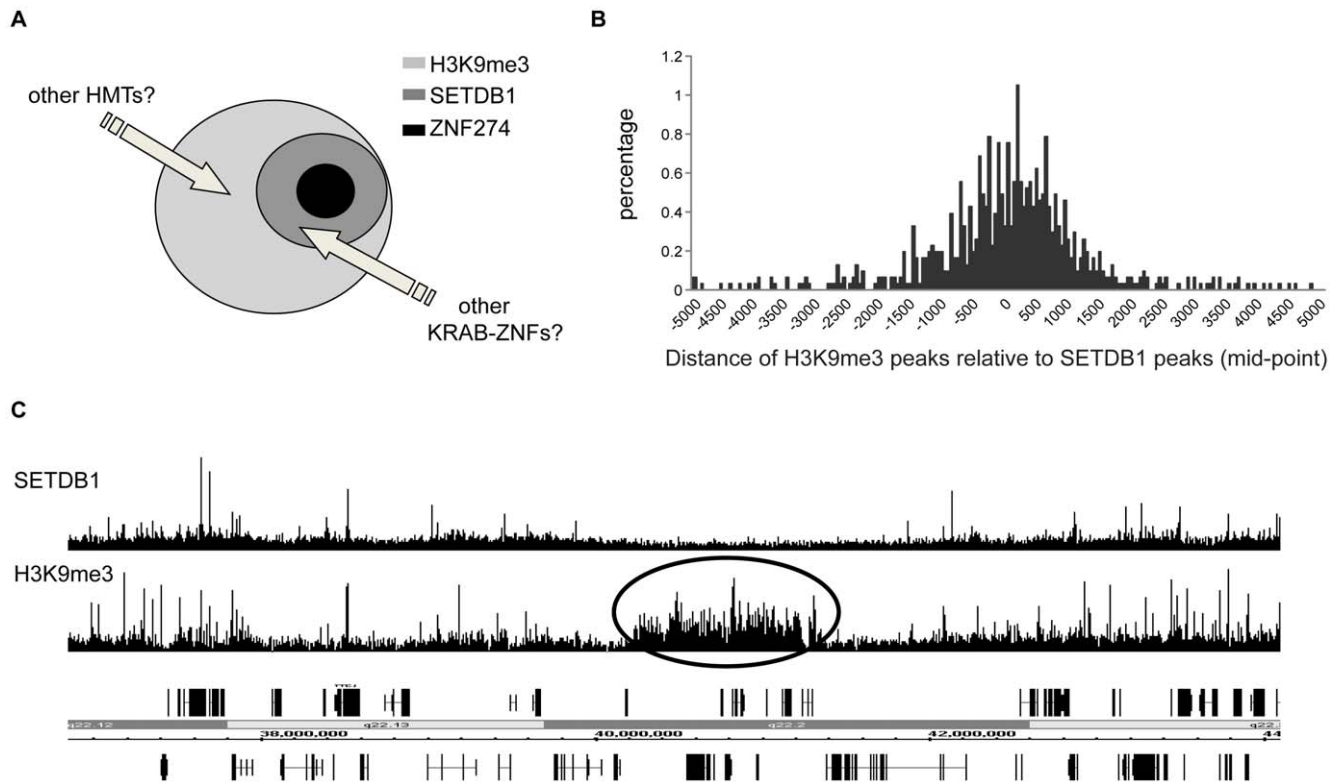 A
H3K9me3
SETDB1
ZNF274
other HMTs?
other
KRAB-ZNFs?
B
1.2
1
0.8
0.6
0.4
0.2
0
percentage
-5000 -4500 -4000 -3500 -3000 -2500 -2000 -1500 -1000 -500 0 500 1000 1500 2000 2500 3000 3500 4000 4500 5000
Distance of H3K9me3 peaks relative to SETDB1 peaks (mid-point)
C
SETDB1
H3K9me3
q22.12 q22.13 q22.2 q22.
38,000,000 40,000,000 42,000,000 44